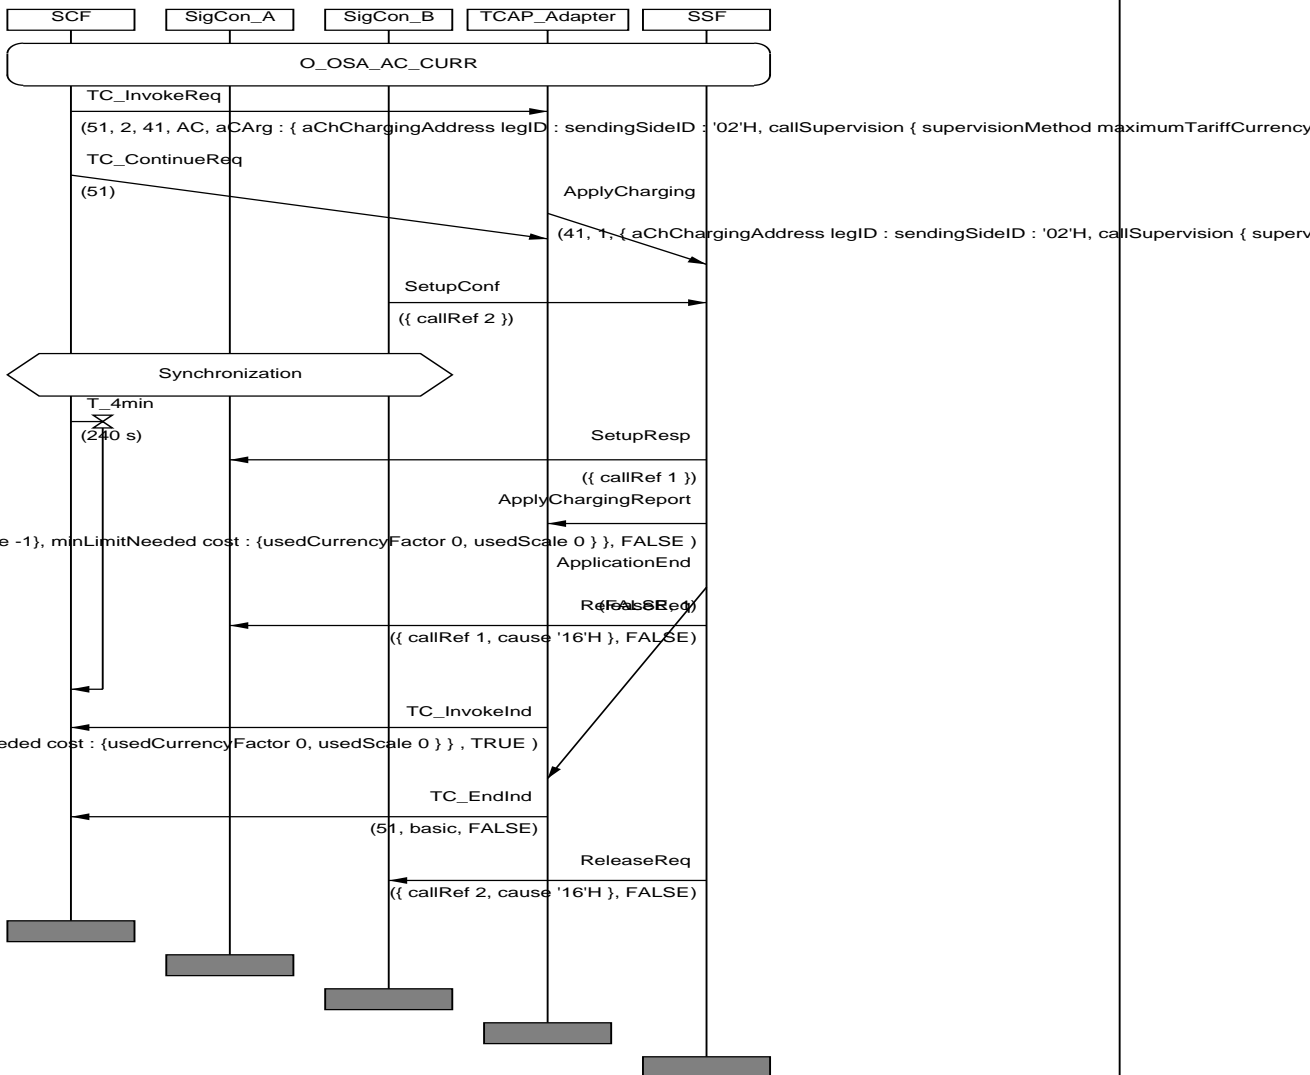 SCF SigCon_A SigCon_B TCAP_Adapter SSF
O_OSA_AC_CURR
TC_InvokeReq
(51, 2, 41, AC, aCArg : { aChChargingAddress legID : sendingSideID : '02'H, callSupervision { supervisionMethod maximumTariffCurrency
TC_ContinueReq
(51)
ApplyCharging
(41, 1, { aChChargingAddress legID : sendingSideID : '02'H, callSupervision { superv
SetupConf
({ callRef 2 })
Synchronization
T_4min
(240 s)
SetupResp
({ callRef 1 })
ApplyChargingReport
e -1}, minLimitNeeded cost : {usedCurrencyFactor 0, usedScale 0 } }, FALSE )
ApplicationEnd
(FALSE, 1)
ReleaseReq
({ callRef 1, cause '16'H }, FALSE)
TC_InvokeInd
eded cost : {usedCurrencyFactor 0, usedScale 0 } } , TRUE )
TC_EndInd
(51, basic, FALSE)
ReleaseReq
({ callRef 2, cause '16'H }, FALSE)